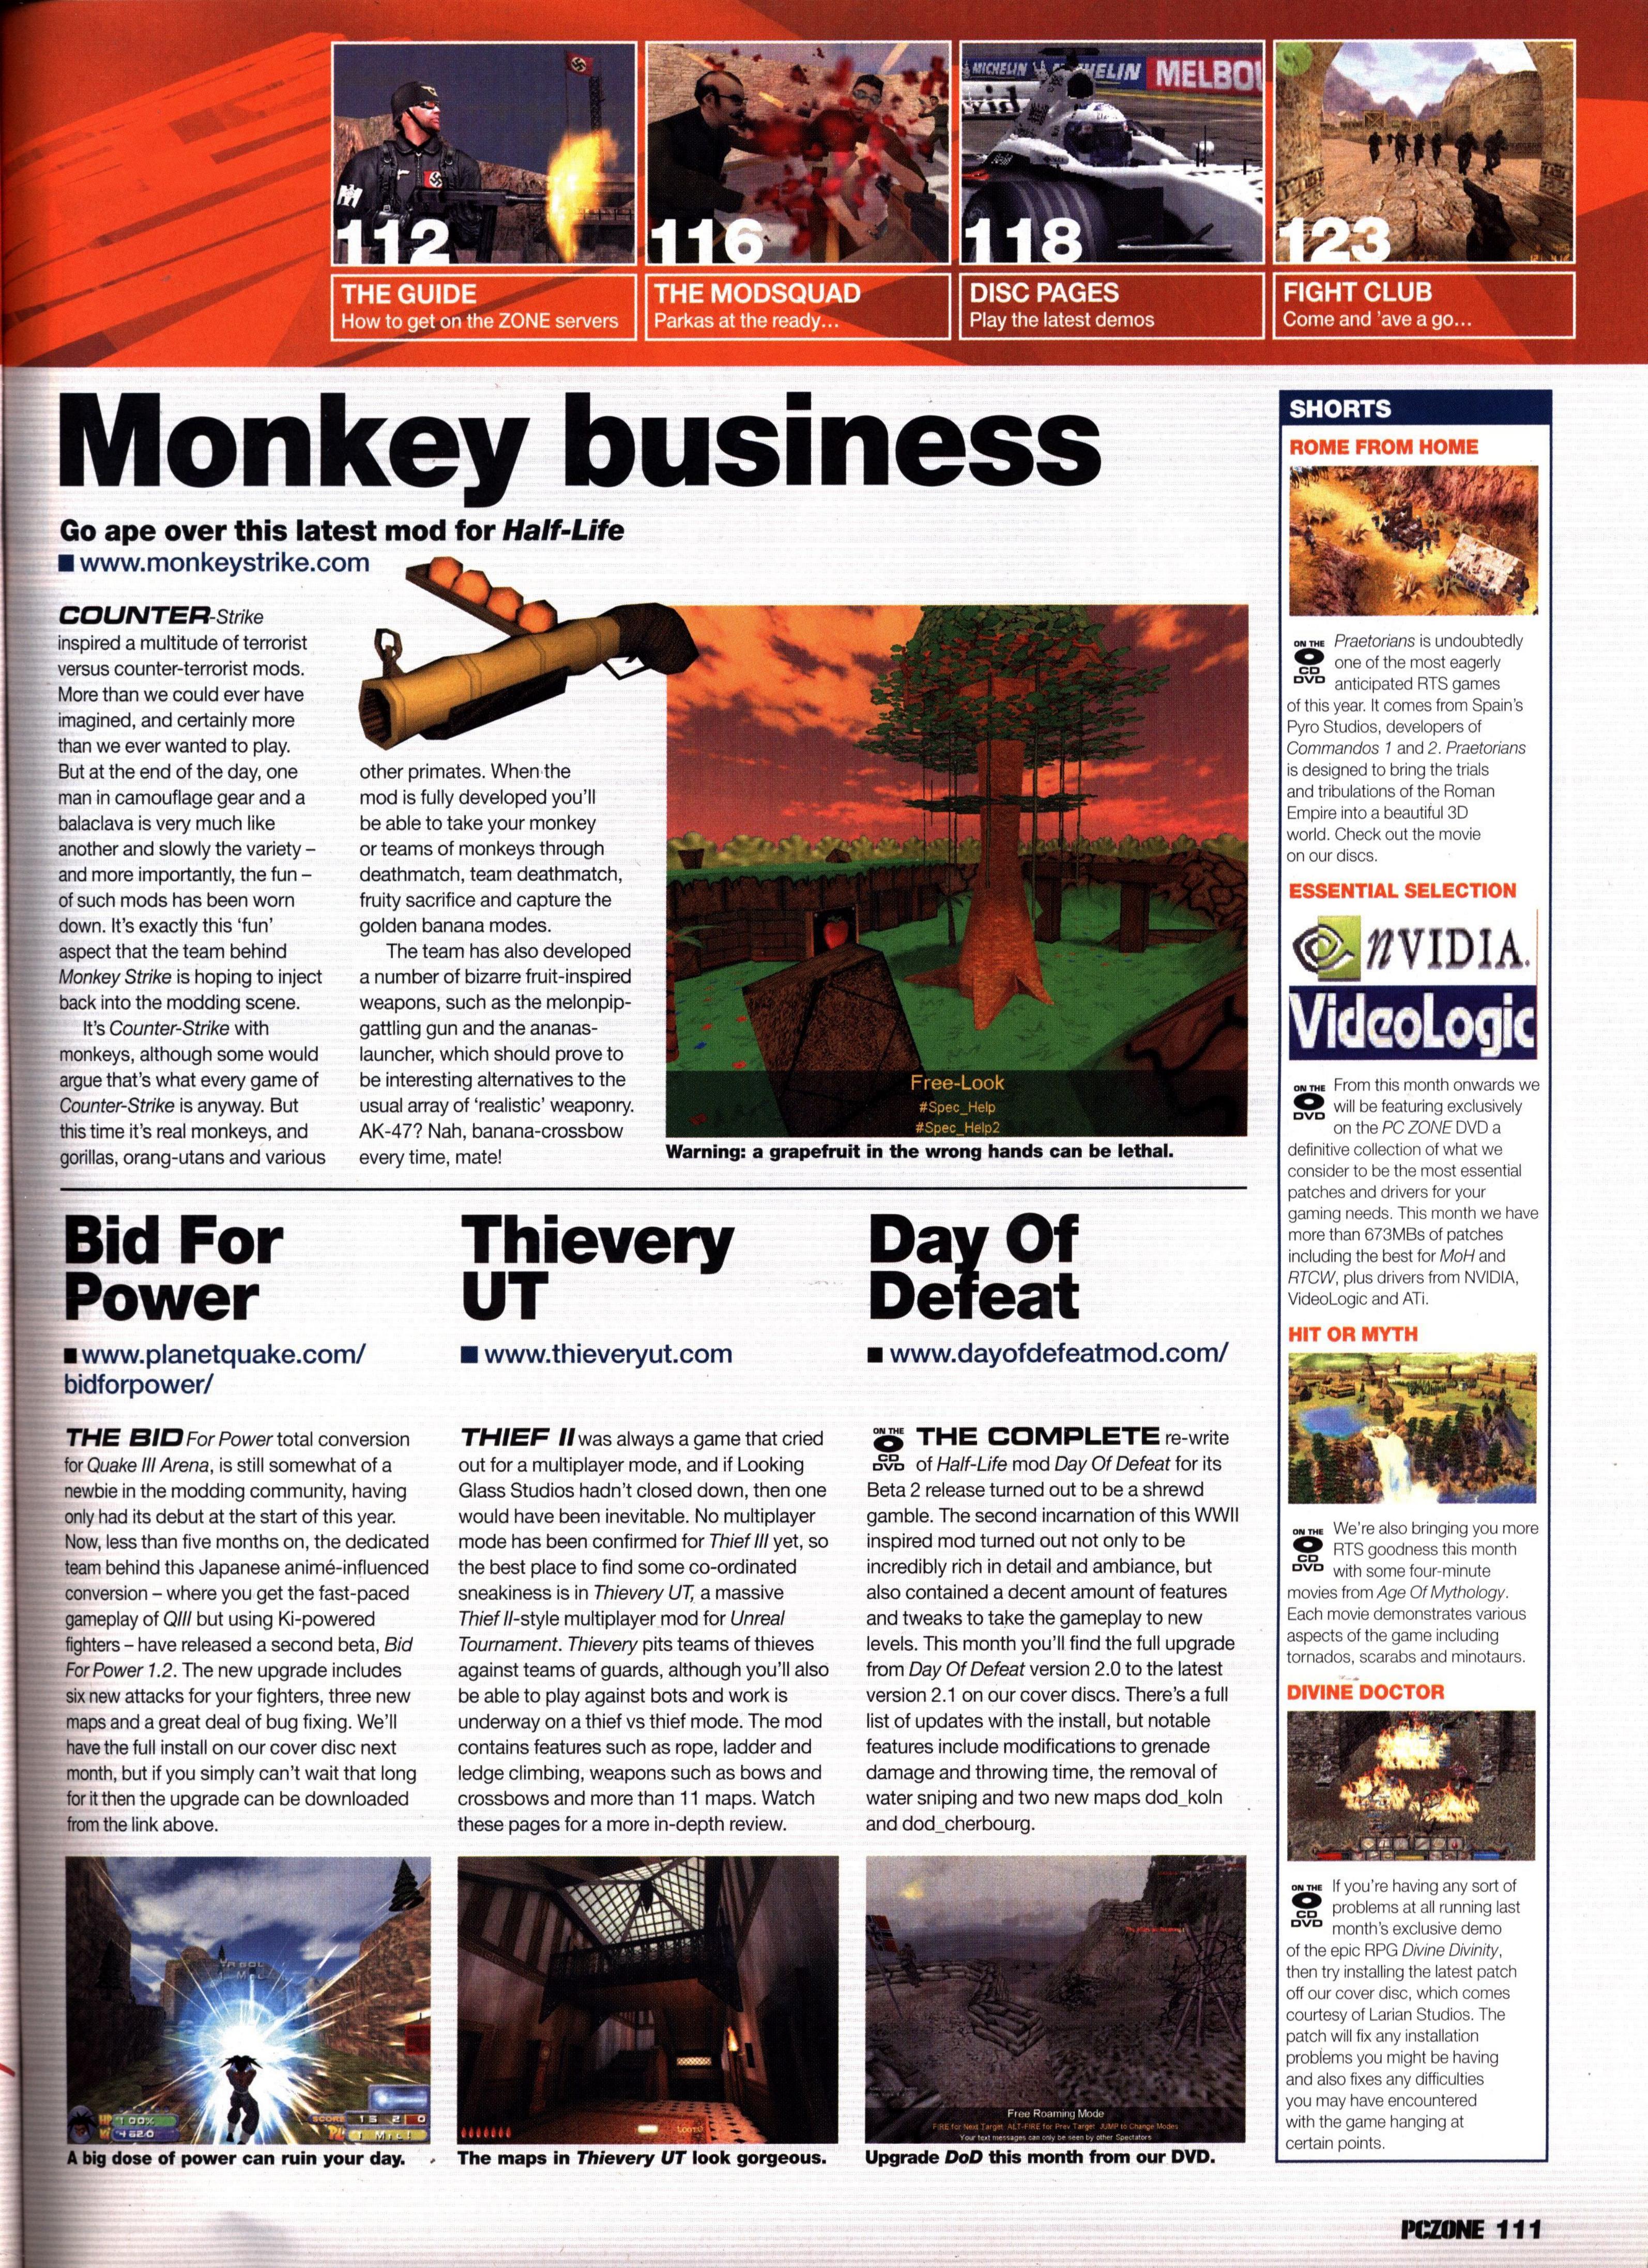 MICHELIN
HELIN
112
116
118
123
THE GUIDE
How to get on the ZONE servers
THE MODSQUAD
Parkas at the ready...
DISC PAGES
Play the latest demos
FIGHT CLUB
Come and 'ave a go...
Monkey business
Go ape over this latest mod for Half-Life
■ www.monkeystrike.com
COUNTER-Strike
inspired a multitude of terrorist
versus counter-terrorist mods.
More than we could ever have
imagined, and certainly more
than we ever wanted to play.
But at the end of the day, one
man in camouflage gear and a
balaclava is very much like
another and slowly the variety –
and more importantly, the fun –
of such mods has been worn
down. It's exactly this 'fun'
aspect that the team behind
Monkey Strike is hoping to inject
back into the modding scene.
It's Counter-Strike with
monkeys, although some would
argue that's what every game of
Counter-Strike is anyway. But
this time it's real monkeys, and
gorillas, orang-utans and various
other primates. When the
mod is fully developed you'll
be able to take your monkey
or teams of monkeys through
deathmatch, team deathmatch,
fruity sacrifice and capture the
golden banana modes.
The team has also developed
a number of bizarre fruit-inspired
weapons, such as the melonpip-
gattling gun and the ananas-
launcher, which should prove to
be interesting alternatives to the
usual array of 'realistic' weaponry.
AK-47? Nah, banana-crossbow
every time, mate!
Free-Look
#Spec_Help
#Spec_Help2
Warning: a grapefruit in the wrong hands can be lethal.
Bid For
Power
■ www.planetquake.com/
bidforpower/
THE BID For Power total conversion
for Quake III Arena, is still somewhat of a
newbie in the modding community, having
only had its debut at the start of this year.
Now, less than five months on, the dedicated
team behind this Japanese animé-influenced
conversion – where you get the fast-paced
gameplay of QIII but using Ki-powered
fighters – have released a second beta, Bid
For Power 1.2. The new upgrade includes
six new attacks for your fighters, three new
maps and a great deal of bug fixing. We'll
have the full install on our cover disc next
month, but if you simply can't wait that long
for it then the upgrade can be downloaded
from the link above.
A big dose of power can ruin your day.
Thievery
UT
■ www.thieveryut.com
THIEF II was always a game that cried
out for a multiplayer mode, and if Looking
Glass Studios hadn't closed down, then one
would have been inevitable. No multiplayer
mode has been confirmed for Thief III yet, so
the best place to find some co-ordinated
sneakiness is in Thievery UT, a massive
Thief II-style multiplayer mod for Unreal
Tournament. Thievery pits teams of thieves
against teams of guards, although you'll also
be able to play against bots and work is
underway on a thief vs thief mode. The mod
contains features such as rope, ladder and
ledge climbing, weapons such as bows and
crossbows and more than 11 maps. Watch
these pages for a more in-depth review.
The maps in Thievery UT look gorgeous.
Day Of
Defeat
■ www.dayofdefeatmod.com/
ON THE
CD
DVD
THE COMPLETE re-write
of Half-Life mod Day Of Defeat for its
Beta 2 release turned out to be a shrewd
gamble. The second incarnation of this WWII
inspired mod turned out not only to be
incredibly rich in detail and ambiance, but
also contained a decent amount of features
and tweaks to take the gameplay to new
levels. This month you'll find the full upgrade
from Day Of Defeat version 2.0 to the latest
version 2.1 on our cover discs. There's a full
list of updates with the install, but notable
features include modifications to grenade
damage and throwing time, the removal of
water sniping and two new maps dod_koln
and dod_cherbourg.
Free Roaming Mode
FIRE for Next Target ALT-FIRE for Prev Target JUMP to Change Modes
Your text messages can only be seen by other Spectators
Upgrade DoD this month from our DVD.
SHORTS
ROME FROM HOME
ON THE
CD
DVD
Praetorians is undoubtedly
one of the most eagerly
anticipated RTS games
of this year. It comes from Spain's
Pyro Studios, developers of
Commandos 1 and 2. Praetorians
is designed to bring the trials
and tribulations of the Roman
Empire into a beautiful 3D
world. Check out the movie
on our discs.
ESSENTIAL SELECTION
nVIDIA.
VideoLogic
ON THE
DVD
From this month onwards we
will be featuring exclusively
on the PC ZONE DVD a
definitive collection of what we
consider to be the most essential
patches and drivers for your
gaming needs. This month we have
more than 673MBs of patches
including the best for MoH and
RTCW, plus drivers from NVIDIA,
VideoLogic and ATi.
HIT OR MYTH
ON THE
CD
DVD
We're also bringing you more
RTS goodness this month
with some four-minute
movies from Age Of Mythology.
Each movie demonstrates various
aspects of the game including
tornados, scarabs and minotaurs.
DIVINE DOCTOR
ON THE
CD
DVD
If you're having any sort of
problems at all running last
month's exclusive demo
of the epic RPG Divine Divinity,
then try installing the latest patch
off our cover disc, which comes
courtesy of Larian Studios. The
patch will fix any installation
problems you might be having
and also fixes any difficulties
you may have encountered
with the game hanging at
certain points.
PCZONE 111